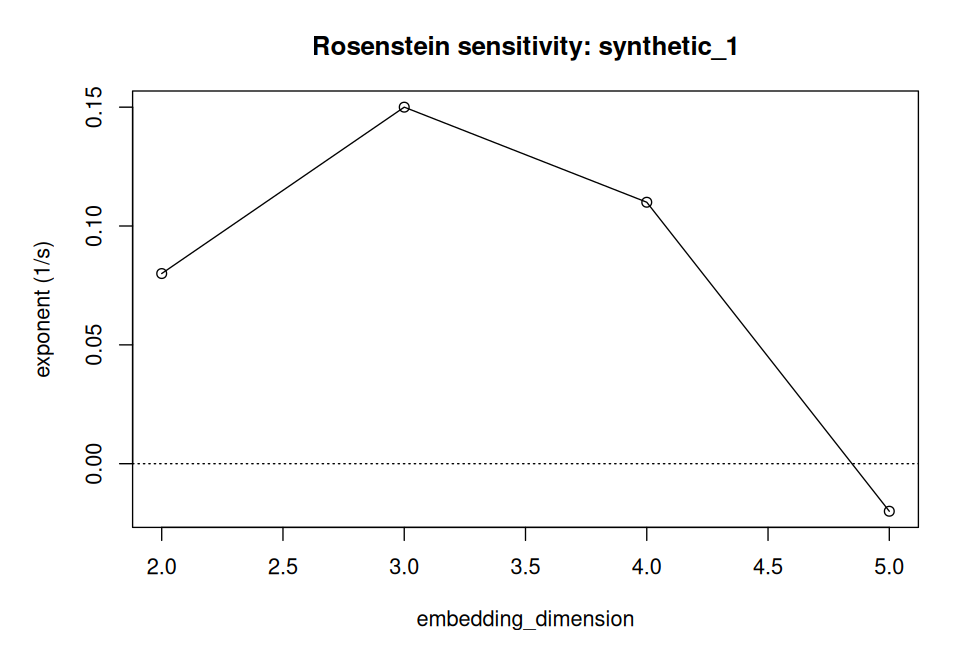 Rosenstein sensitivity: synthetic_1
exponent (1/s)
0.15
0.10
0.05
0.00
2.0 2.5 3.0 3.5 4.0 4.5 5.0
embedding_dimension